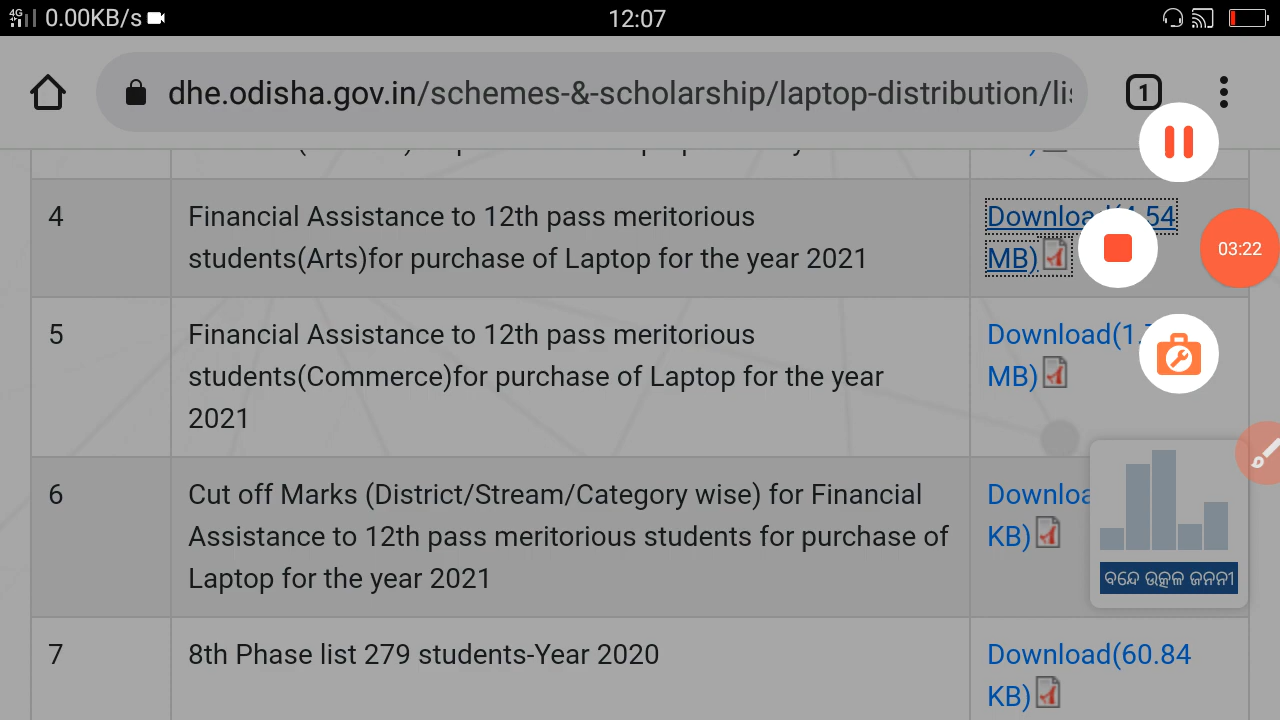 4G 0.00KB/s 12:07
dhe.odisha.gov.in/schemes-&-scholarship/laptop-distribution/lis
1
4 Financial Assistance to 12th pass meritorious Download(4.54
students(Arts)for purchase of Laptop for the year 2021 MB)
03:22
5 Financial Assistance to 12th pass meritorious Download(1.
students(Commerce)for purchase of Laptop for the year MB)
2021
6 Cut off Marks (District/Stream/Category wise) for Financial Downloa
Assistance to 12th pass meritorious students for purchase of KB)
Laptop for the year 2021
ବନ୍ଦେ ଉତ୍କଳ ଜନନୀ
7 8th Phase list 279 students-Year 2020 Download(60.84
KB)